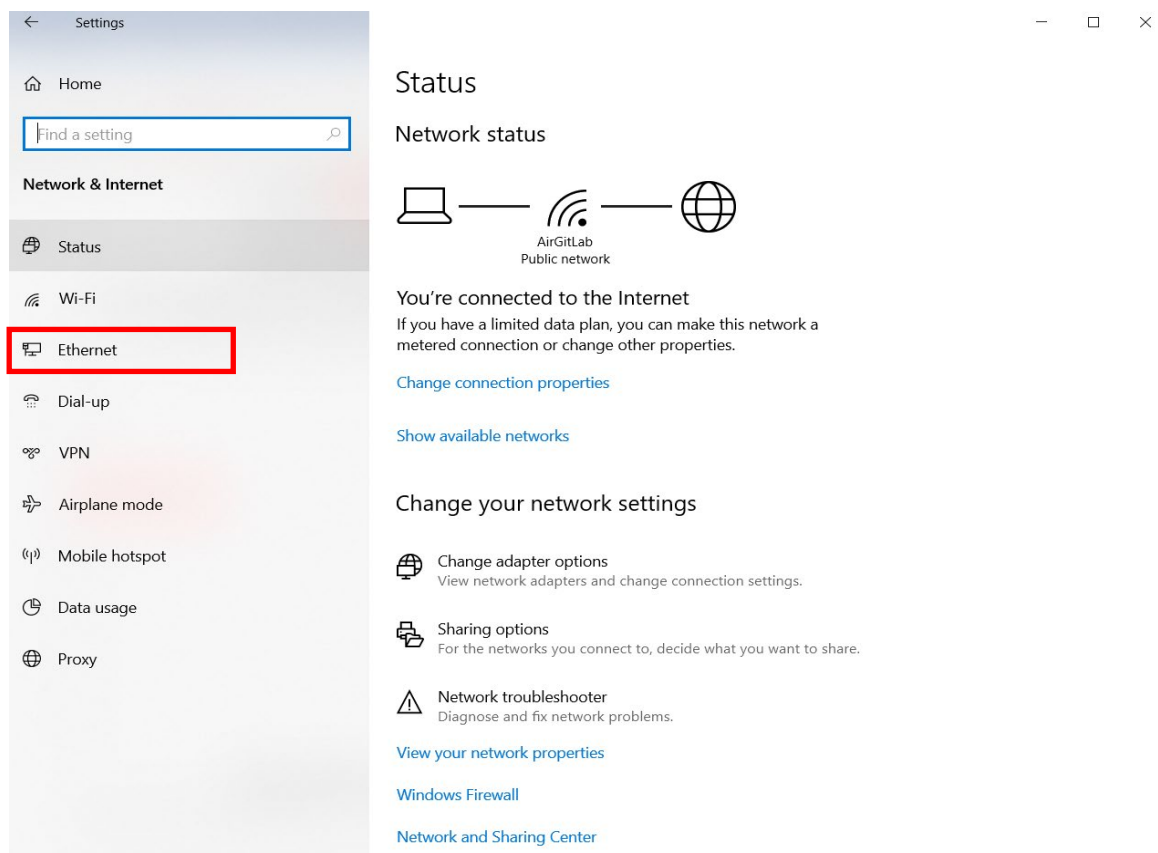 Settings
Home
Find a setting
Network & Internet
Status
Wi-Fi
Ethernet
Dial-up
VPN
Airplane mode
Mobile hotspot
Data usage
Proxy
Status
Network status
AirGitLab
Public network
You're connected to the Internet
If you have a limited data plan, you can make this network a
metered connection or change other properties.
Change connection properties
Show available networks
Change your network settings
Change adapter options
View network adapters and change connection settings.
Sharing options
For the networks you connect to, decide what you want to share.
Network troubleshooter
Diagnose and fix network problems.
View your network properties
Windows Firewall
Network and Sharing Center